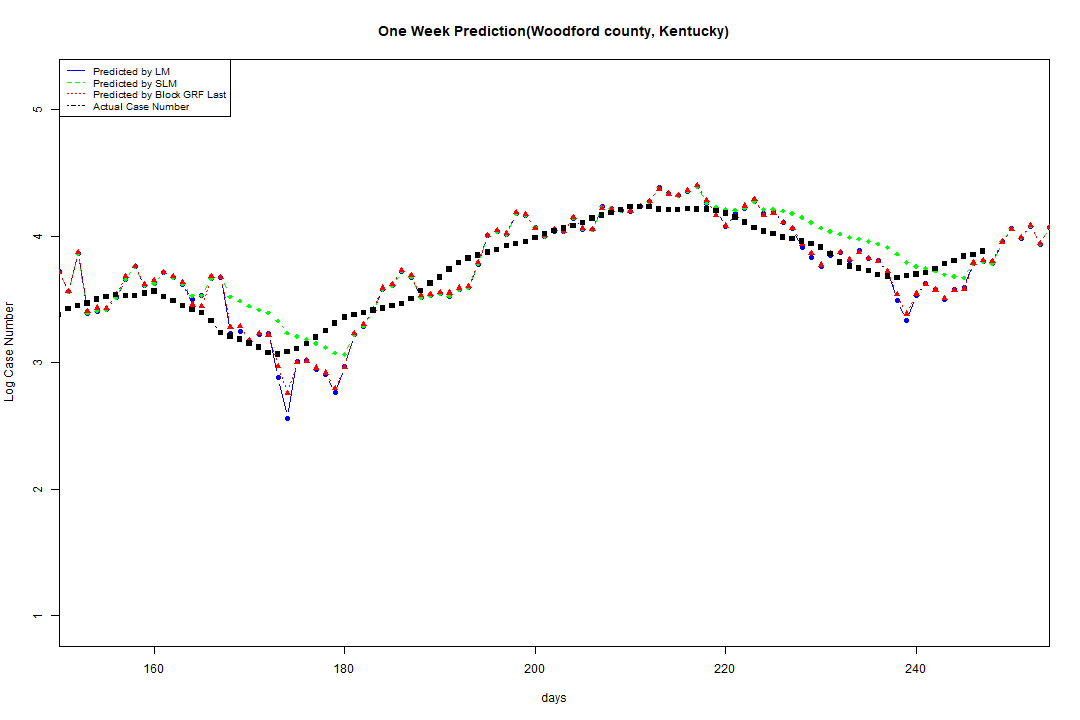 One Week Prediction(Woodford county, Kentucky)
Predicted by LM
Predicted by SLM
Predicted by Block GRF Last
Actual Case Number
5
4
3
2
1
Log Case Number
160 180 200 220 240
days